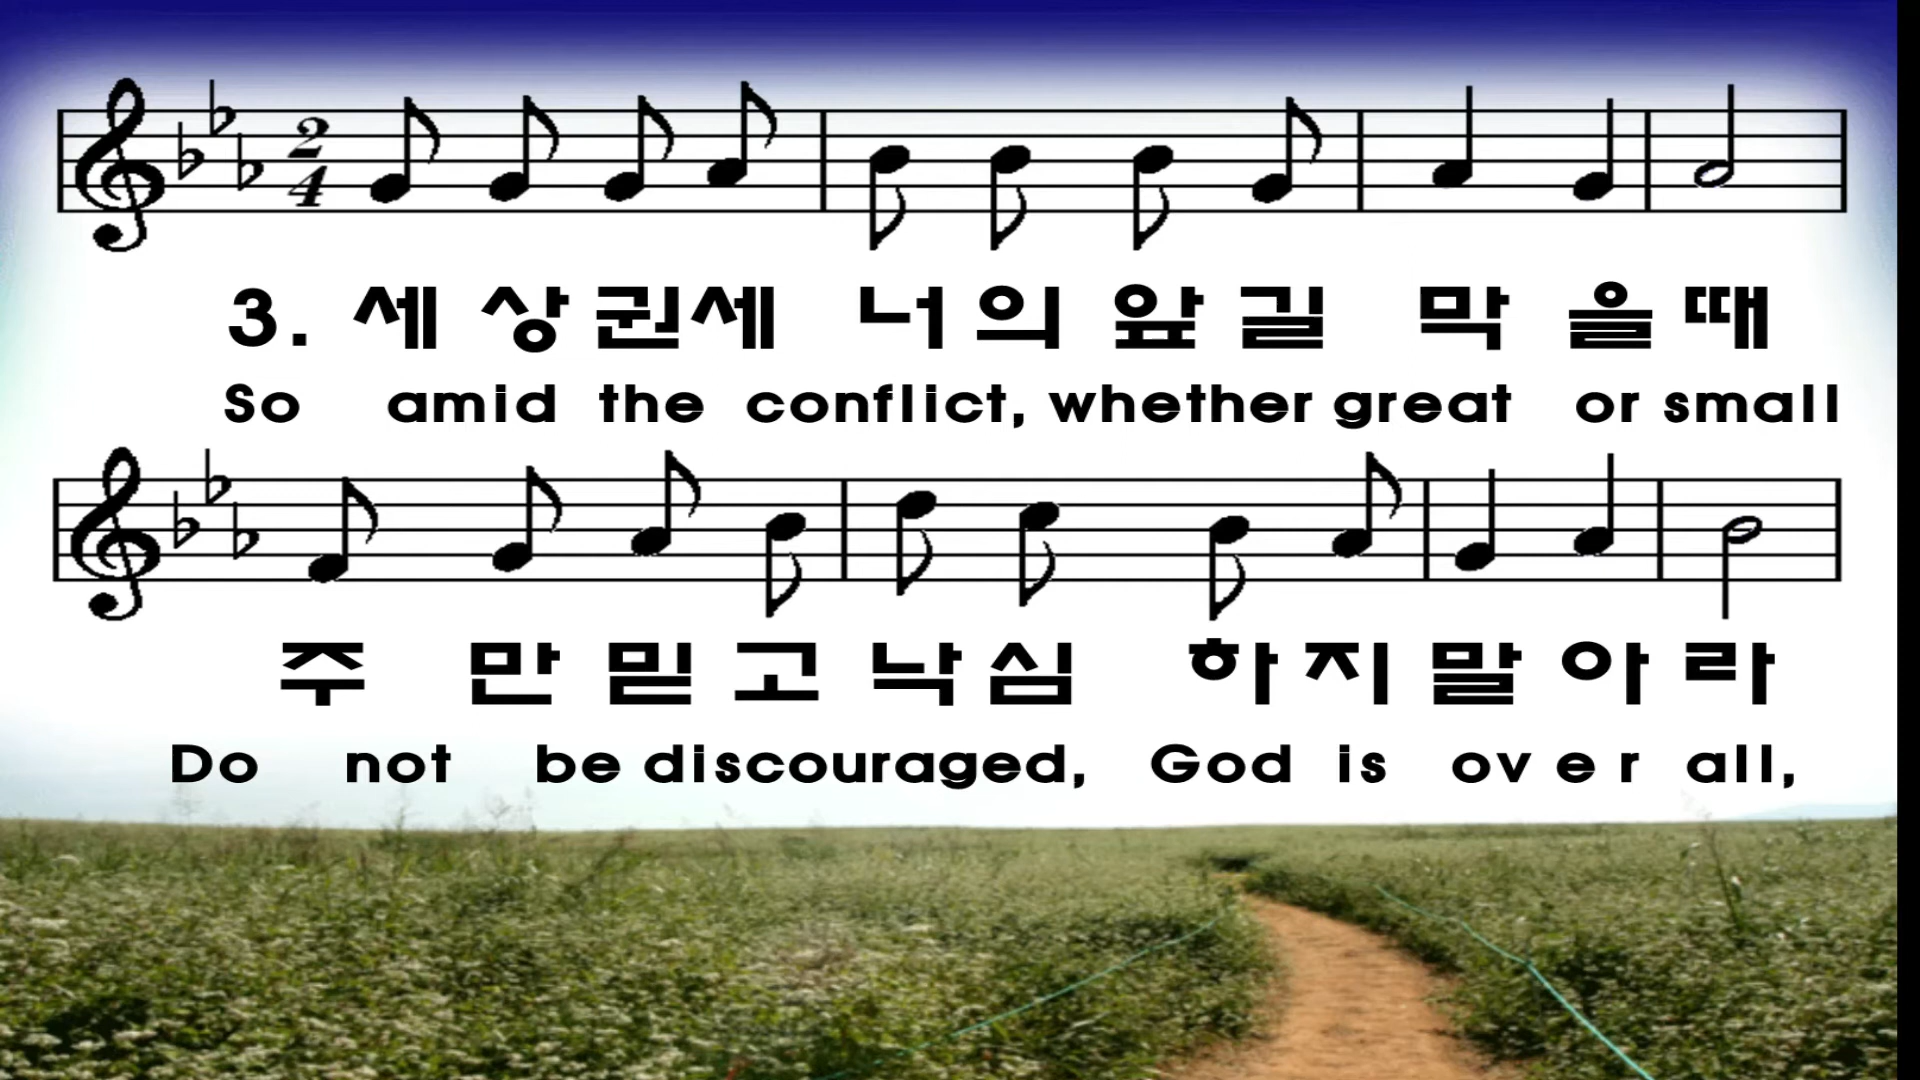 3. 세상권세 너의앞길 막을때
So amid the conflict, whether great or small
주 만믿고낙심 하지말아라
Do not be discouraged, God is over all,